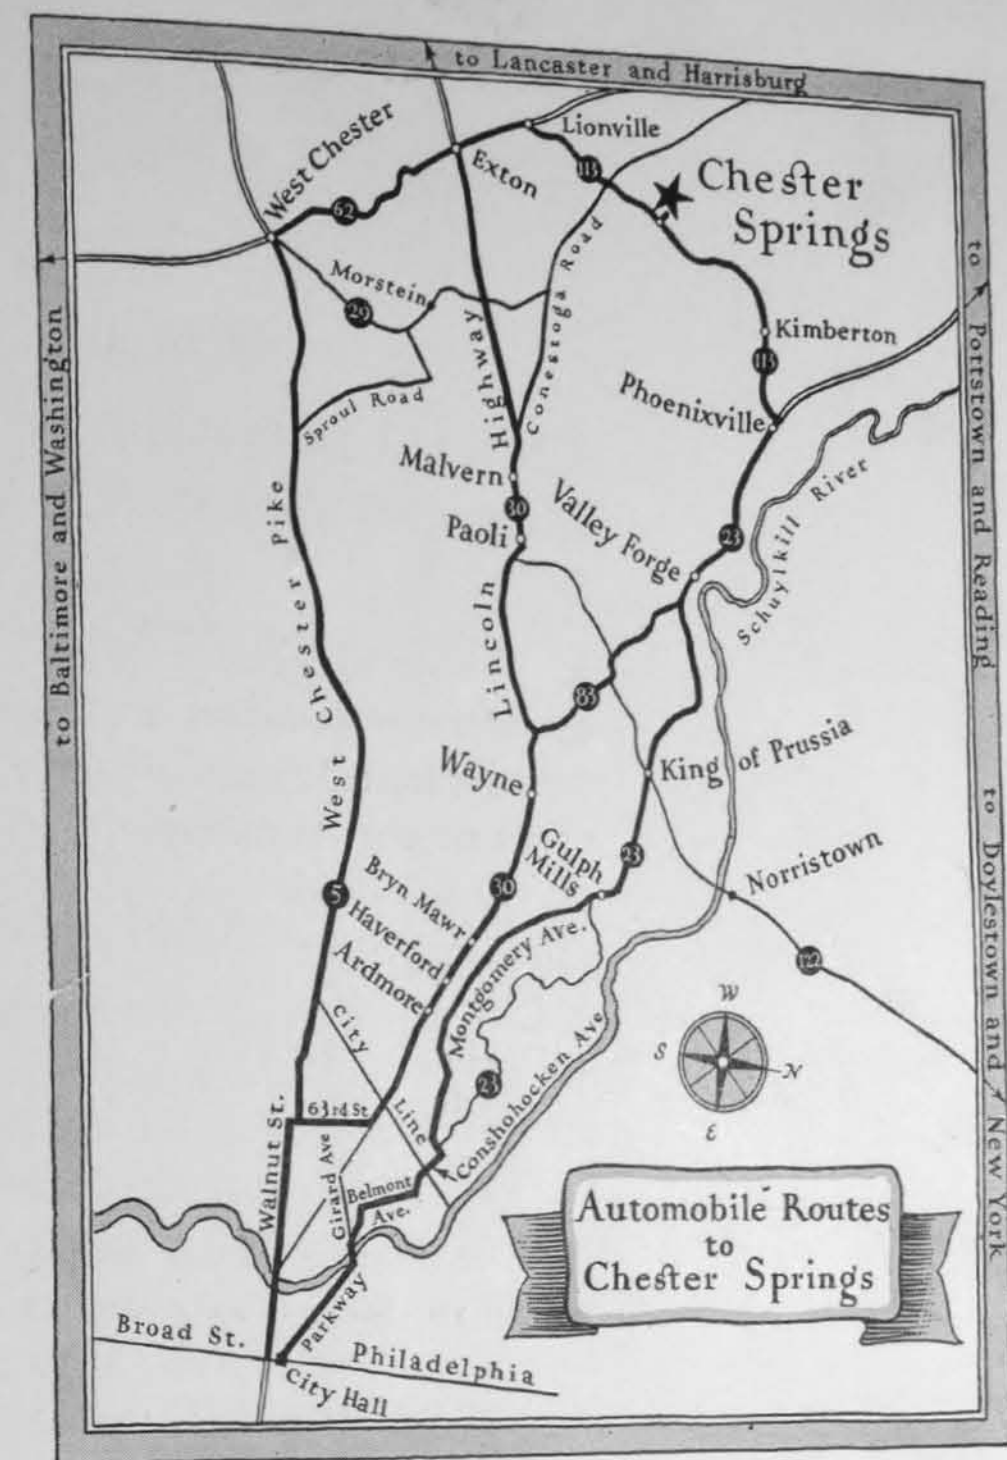 to Lancaster and Harrisburg
Lionville
West Chester
Exton
113
Chester
Springs
62
Morstein
29
Conestoga Road
to Pottstown and Reading
Kimberton
113
Sproul Road
Phoenixville
to Baltimore and Washington
Lincoln Highway
Malvern
30
Paoli
Valley Forge
23
Schuylkill River
West Chester Pike
83
Wayne
King of Prussia
Gulph
Mills
23
Norristown
to Doylestown and New York
5
30
Bryn Mawr
Haverford
Ardmore
Montgomery Ave.
122
City Line
23
Conshohocken Ave
W
S
N
E
63rd St.
Walnut St.
Girard Ave
Belmont
Ave.
Parkway
Automobile Routes
to
Chester Springs
Broad St.
Philadelphia
City Hall